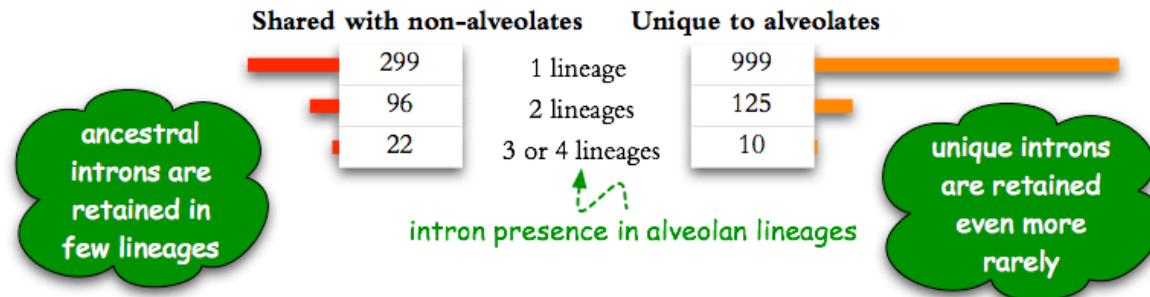 Shared with non-alveolates Unique to alveolates
299 1 lineage 999
96 2 lineages 125
22 3 or 4 lineages 10
ancestral
introns are
retained in
few lineages
unique introns
are retained
even more
rarely
intron presence in alveolan lineages